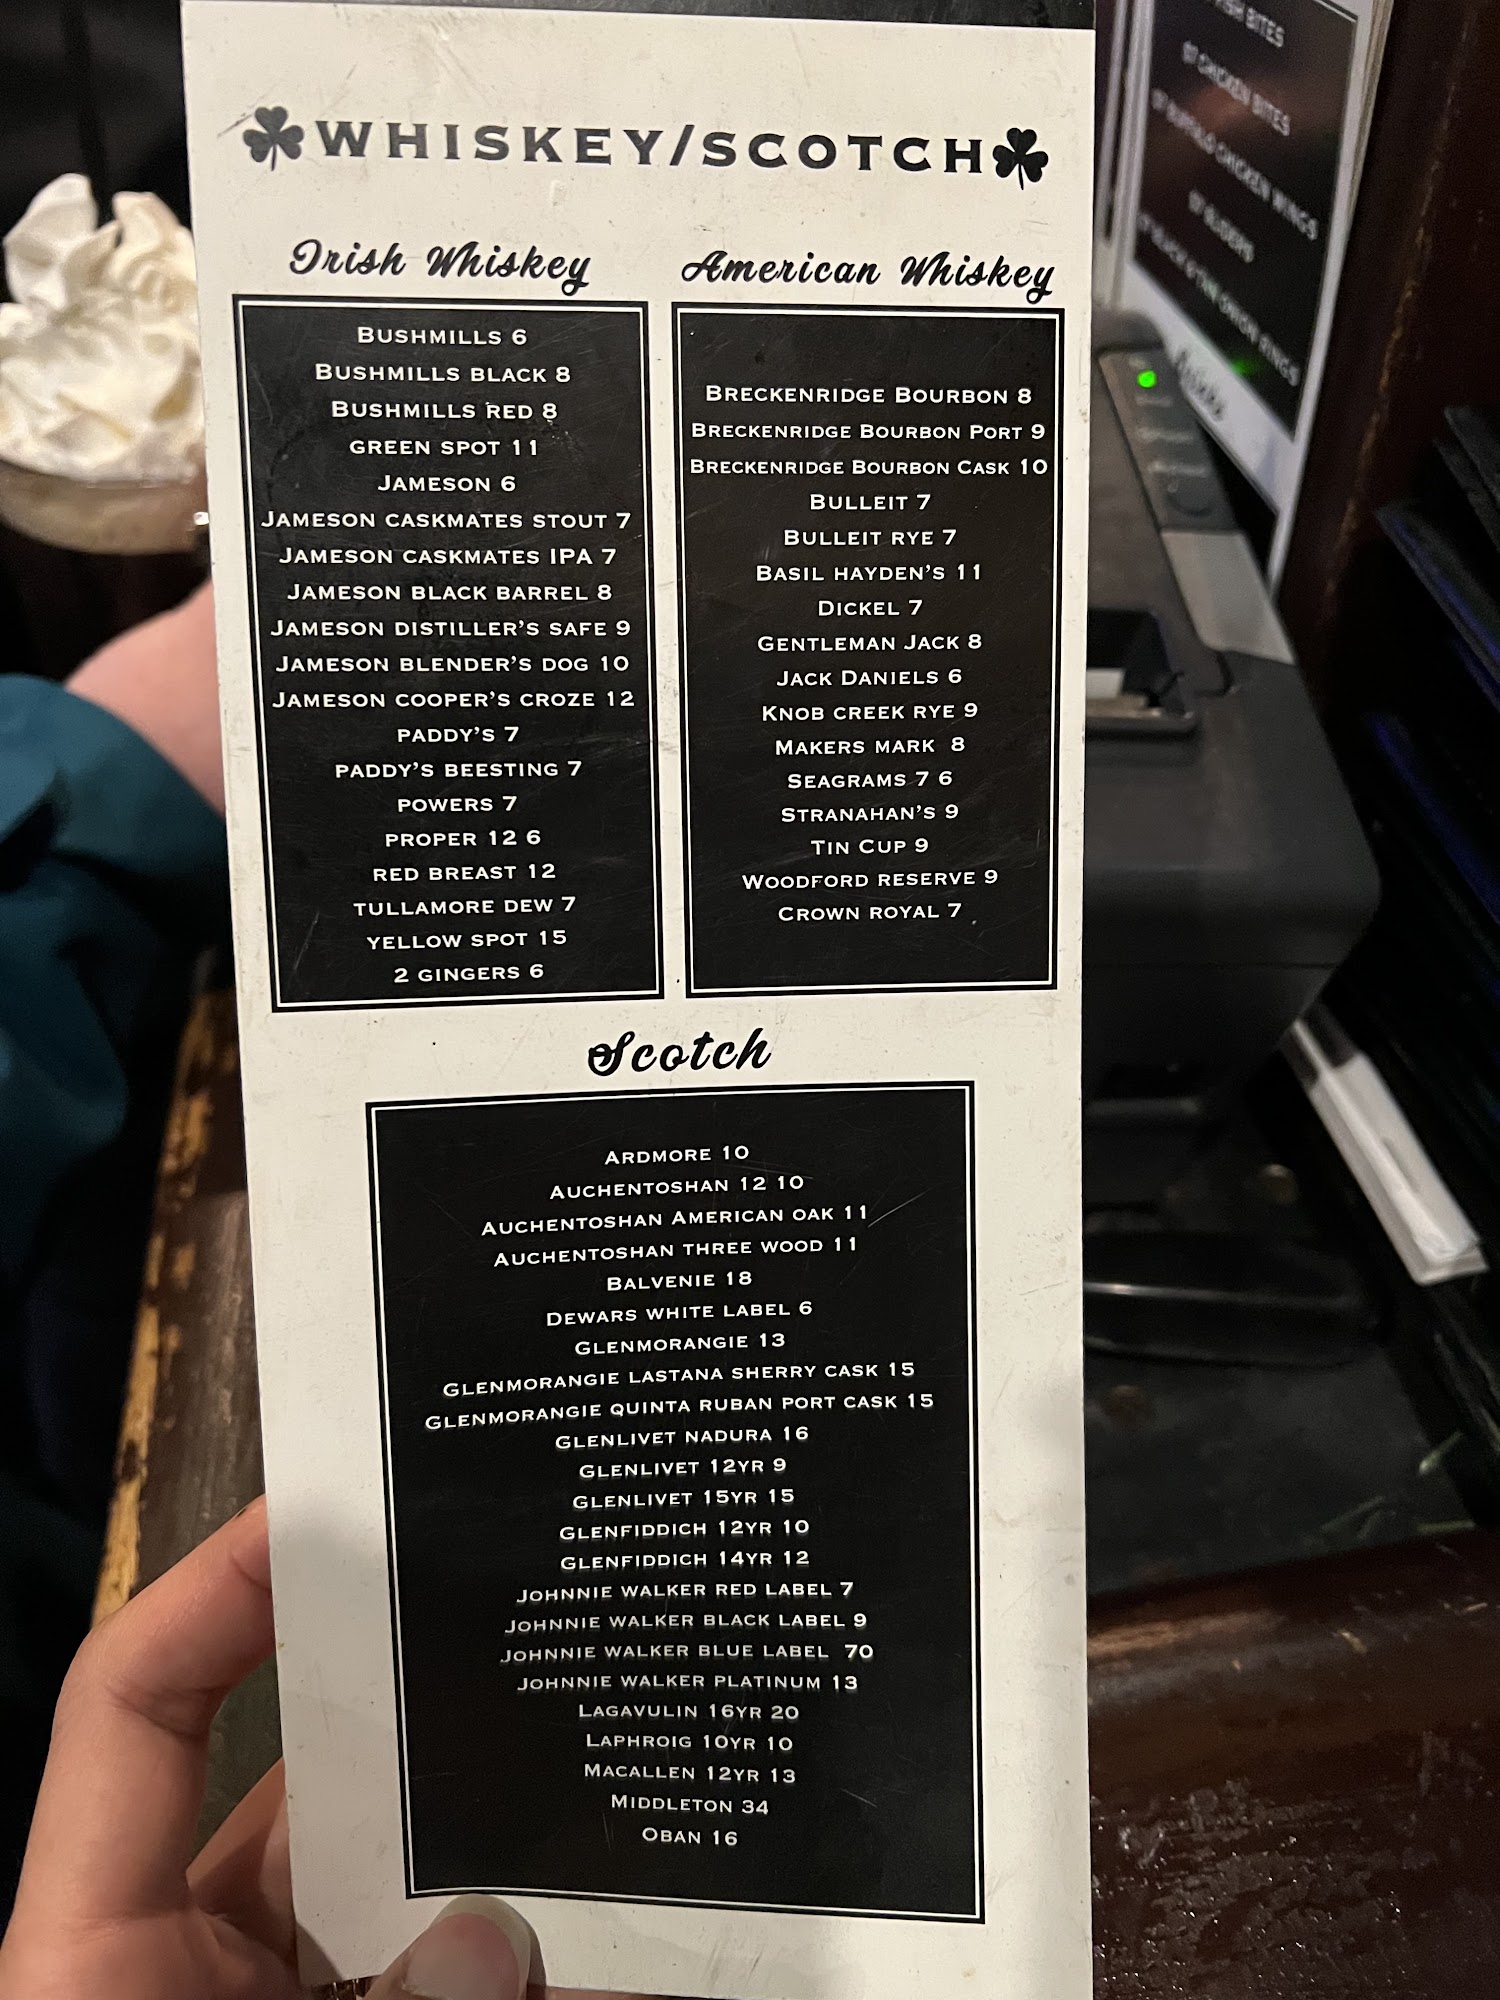 WHISKEY/SCOTCH
Irish Whiskey
BUSHMILLS 6
BUSHMILLS BLACK 8
BUSHMILLS RED 8
GREEN SPOT 11
JAMESON 6
JAMESON CASKMATES STOUT 7
JAMESON CASKMATES IPA 7
JAMESON BLACK BARREL 8
JAMESON DISTILLER'S SAFE 9
JAMESON BLENDER'S DOG 10
JAMESON COOPER'S CROZE 12
PADDY'S 7
PADDY'S BEESTING 7
POWERS 7
PROPER 12 6
RED BREAST 12
TULLAMORE DEW 7
YELLOW SPOT 15
2 GINGERS 6
American Whiskey
BRECKENRIDGE BOURBON 8
BRECKENRIDGE BOURBON PORT 9
BRECKENRIDGE BOURBON CASK 10
BULLEIT 7
BULLEIT RYE 7
BASIL HAYDEN'S 11
DICKEL 7
GENTLEMAN JACK 8
JACK DANIELS 6
KNOB CREEK RYE 9
MAKERS MARK 8
SEAGRAMS 7 6
STRANAHAN'S 9
TIN CUP 9
WOODFORD RESERVE 9
CROWN ROYAL 7
Scotch
ARDMORE 10
AUCHENTOSHAN 12 10
AUCHENTOSHAN AMERICAN OAK 11
AUCHENTOSHAN THREE WOOD 11
BALVENIE 18
DEWARS WHITE LABEL 6
GLENMORANGIE 13
GLENMORANGIE LASTANA SHERRY CASK 15
GLENMORANGIE QUINTA RUBAN PORT CASK 15
GLENLIVET NADURA 16
GLENLIVET 12YR 9
GLENLIVET 15YR 15
GLENFIDDICH 12YR 10
GLENFIDDICH 14YR 12
JOHNNIE WALKER RED LABEL 7
JOHNNIE WALKER BLACK LABEL 9
JOHNNIE WALKER BLUE LABEL 70
JOHNNIE WALKER PLATINUM 13
LAGAVULIN 16YR 20
LAPHROIG 10YR 10
MACALLEN 12YR 13
MIDDLETON 34
OBAN 16
BITES
CHICKEN BITES
BUFFALO CHICKEN WINGS
SLIDERS
ONION RINGS